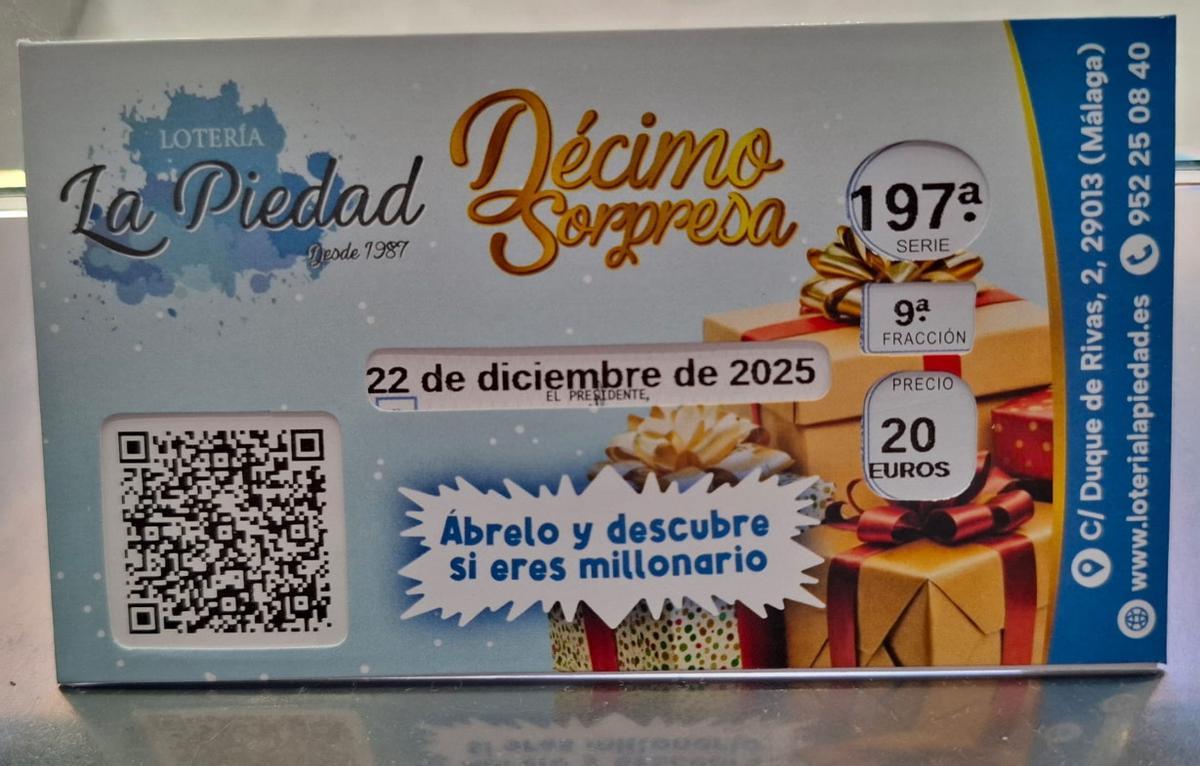 LOTERÍA
La Piedad
Desde 1987
Décimo
Sorpresa
197ª
SERIE
9ª
FRACCIÓN
22 de diciembre de 2025
EL PRESIDENTE,
PRECIO
20
EUROS
Ábrelo y descubre
si eres millonario
C/ Duque de Rivas, 2, 29013 (Málaga)
www.loterialapiedad.es 952 25 08 40